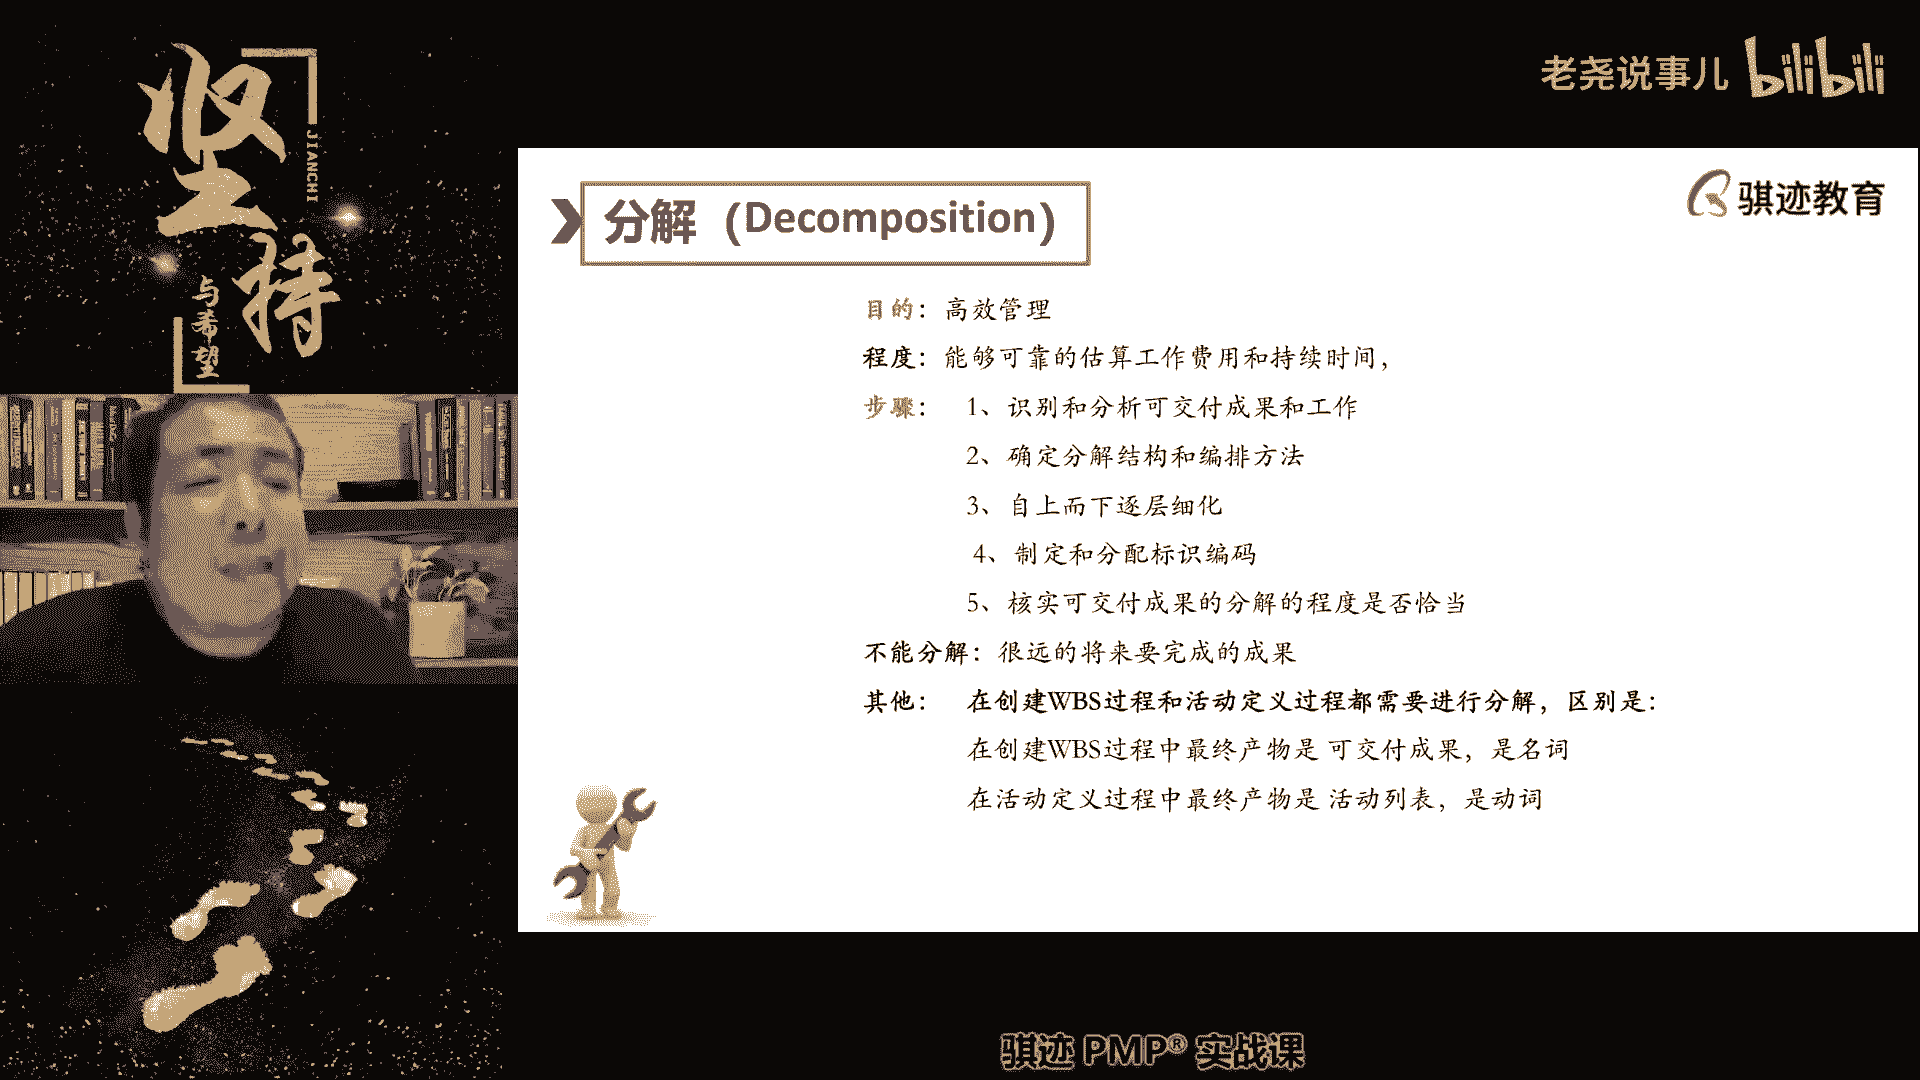 坚持
JIANCHI
与希望
老尧说事儿 bilibili
骐迹教育
分解（Decomposition）
目的：高效管理
程度：能够可靠的估算工作费用和持续时间，
步骤： 1、识别和分析可交付成果和工作
2、确定分解结构和编排方法
3、自上而下逐层细化
4、制定和分配标识编码
5、核实可交付成果的分解的程度是否恰当
不能分解：很远的将来要完成的成果
其他： 在创建WBS过程和活动定义过程都需要进行分解，区别是：
在创建WBS过程中最终产物是 可交付成果，是名词
在活动定义过程中最终产物是 活动列表，是动词
骐迹 PMP® 实战课